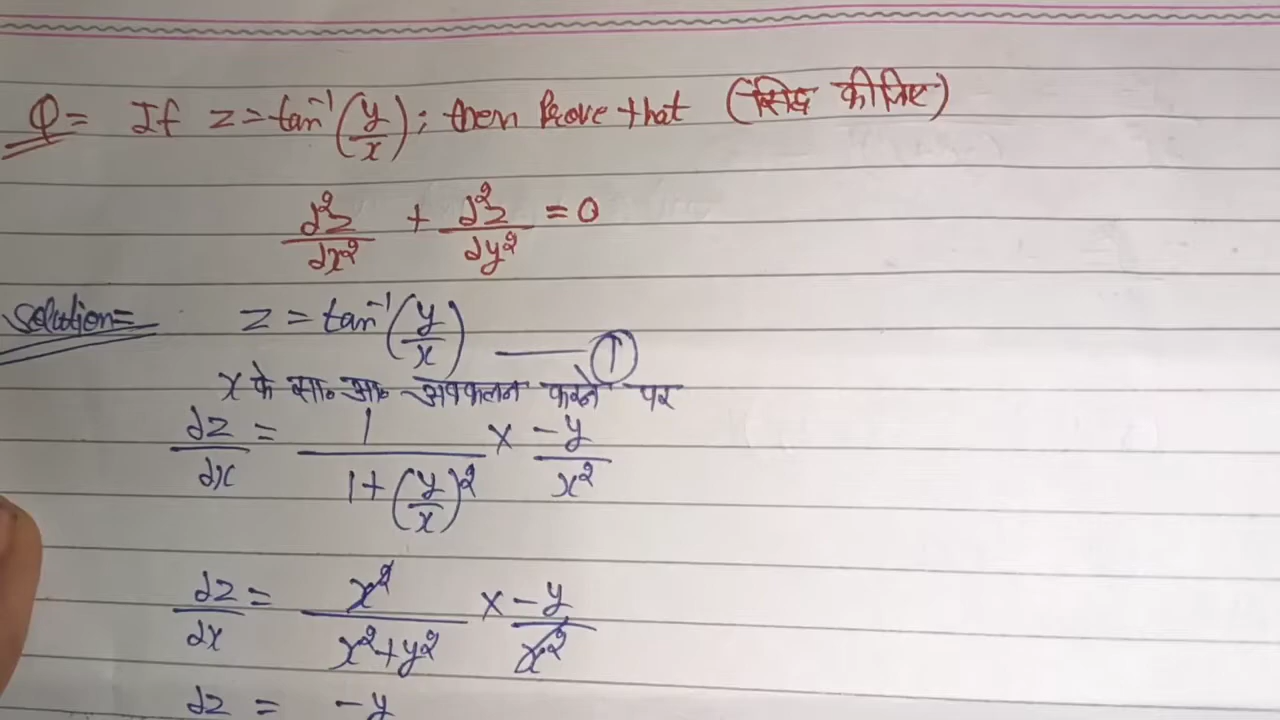 Q= If z=tan⁻¹(y/x); then Prove that (सिद्ध कीजिए)
∂²z/∂x² + ∂²z/∂y² = 0
Solution= z = tan⁻¹(y/x) —— ①
x के सा० आ० अवकलन करने पर
∂z/∂x = 1/(1+(y/x)²) × -y/x²
∂z/∂x = x²/(x²+y²) × -y/x²
∂z = -y